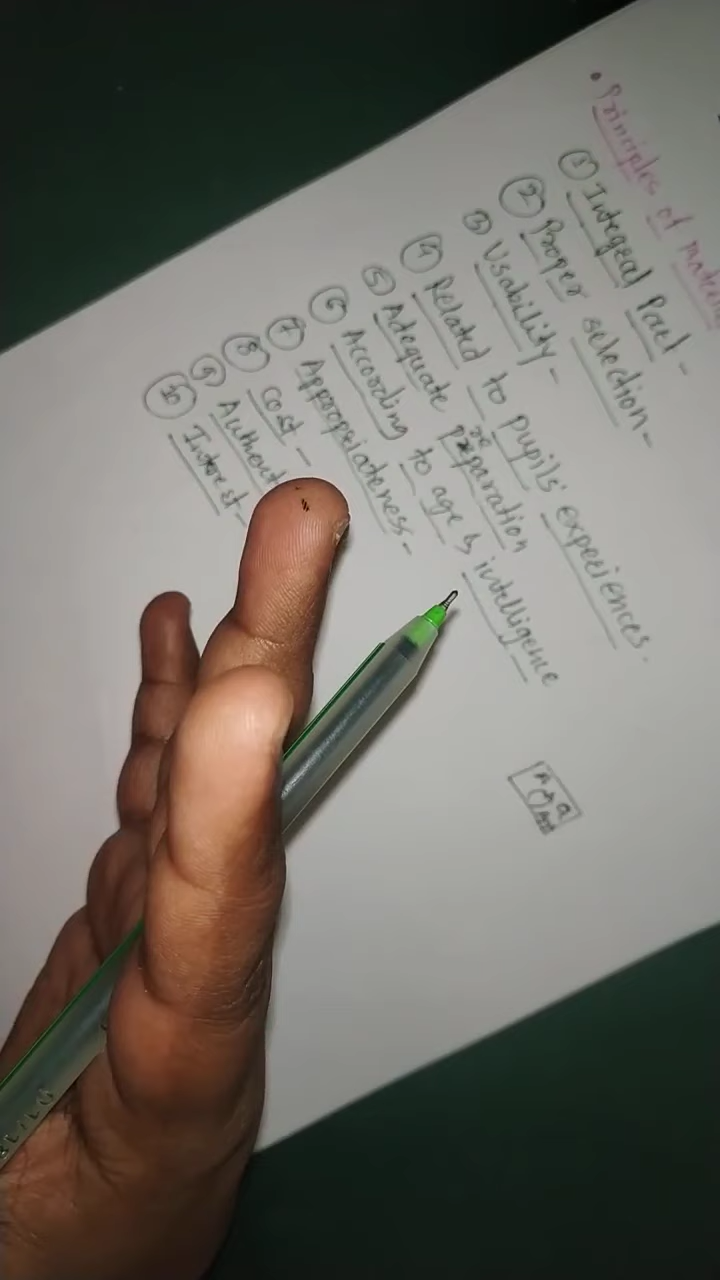 • Principles of
① Integral Part -
② Proper selection -
③ Usability -
④ Related to pupils' experiences.
⑤ Adequate preparation
⑥ According to age & intelligence
⑦ Appropriateness -
⑧ Cost -
⑨
⑩ Interest -